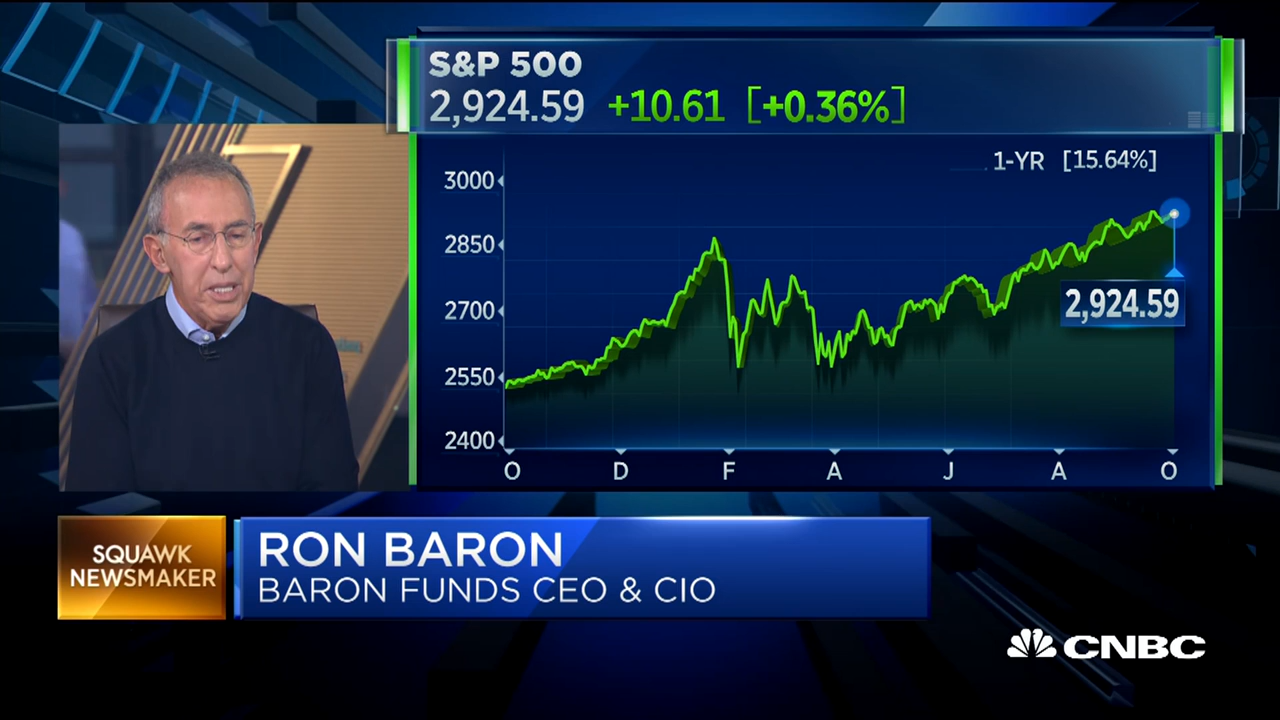 S&P 500
2,924.59 +10.61 [+0.36%]
1-YR [15.64%]
3000
2850
2700
2550
2400
2,924.59
O D F A J A O
SQUAWK
NEWSMAKER
RON BARON
BARON FUNDS CEO & CIO
CNBC